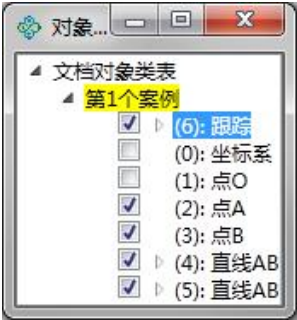 对象...
文档对象类表
第1个案例
(6): 跟踪
(0): 坐标系
(1): 点O
(2): 点A
(3): 点B
(4): 直线AB
(5): 直线AB